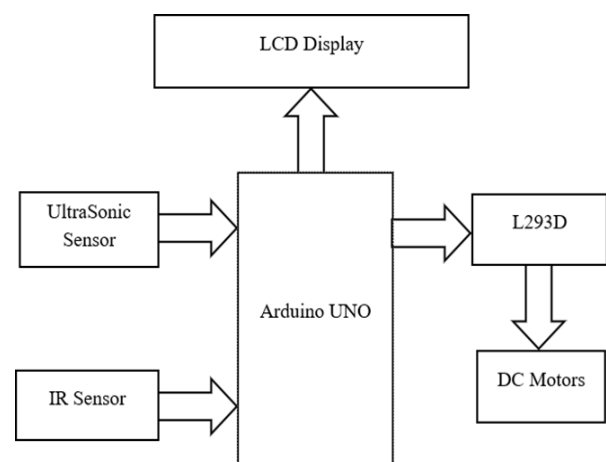 LCD Display
UltraSonic
Sensor
L293D
Arduino UNO
IR Sensor
DC Motors